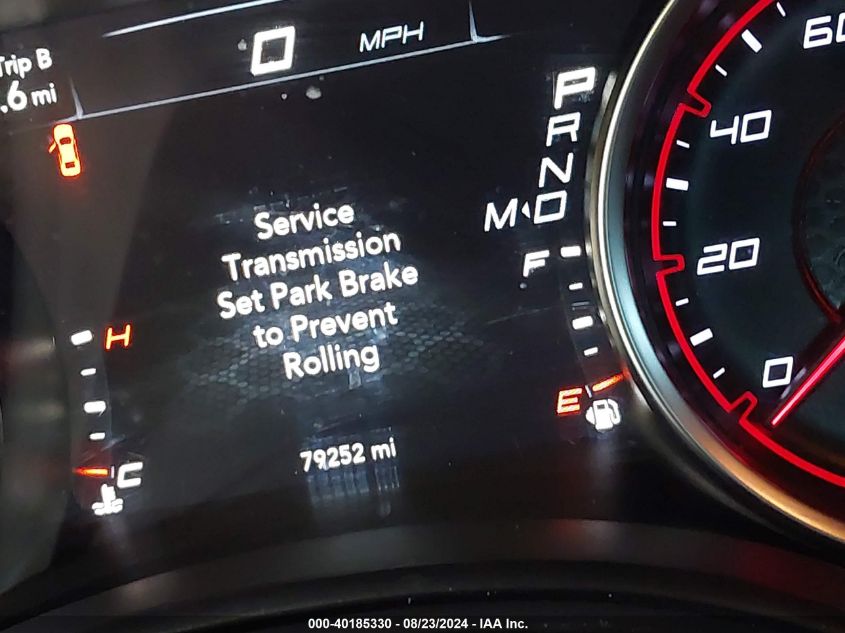 Trip B
.6 mi
0 MPH
P
R
N
M D
Service
Transmission
Set Park Brake
to Prevent
Rolling
H
C
F
E
79252 mi
60
40
20
0
000-40185330 - 08/23/2024 - IAA Inc.